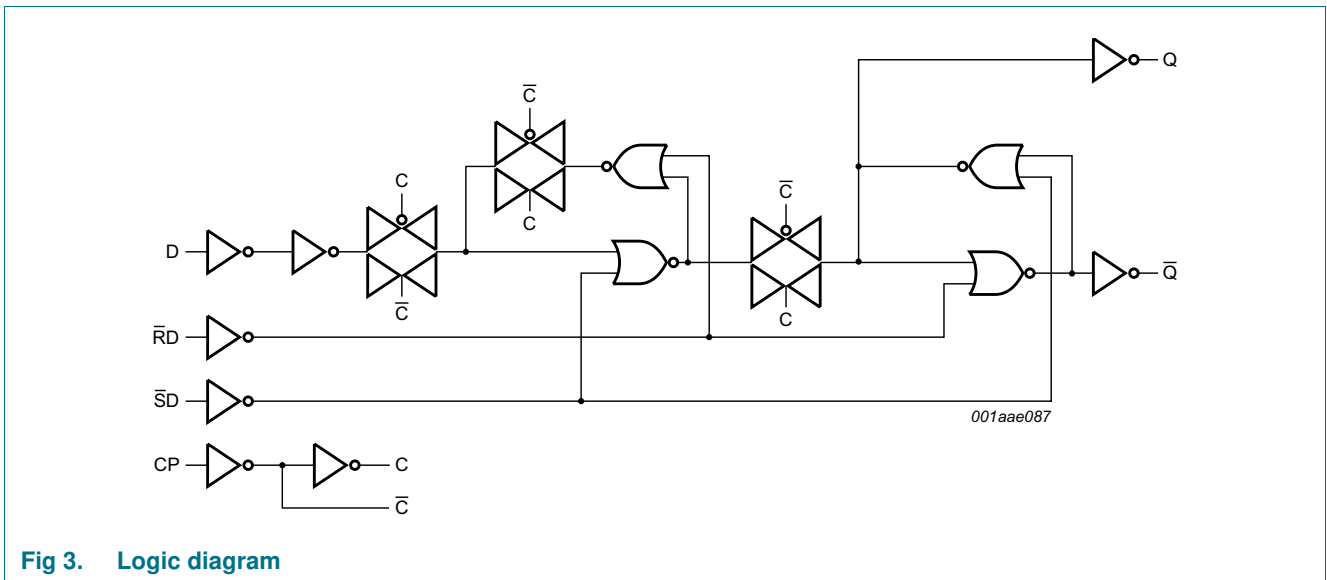 Q
C̅
C
C̅
D
C
Q̅
C̅
C
R̅D
S̅D
001aae087
CP
C
C̅
Fig 3. Logic diagram